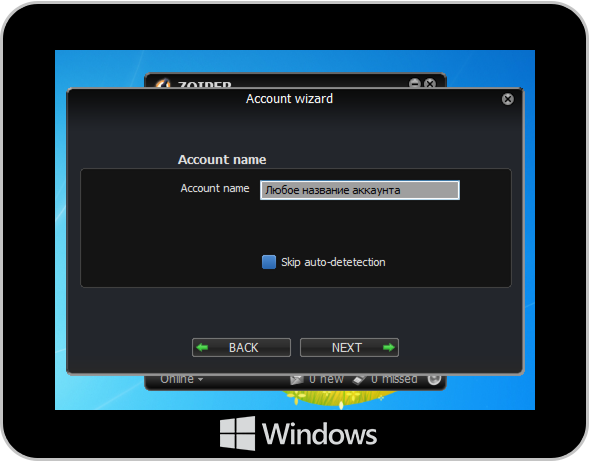 ZOIPER
Account wizard
Account name
Account name Любое название аккаунта
Skip auto-detetection
BACK NEXT
Online 0 new 0 missed
Windows